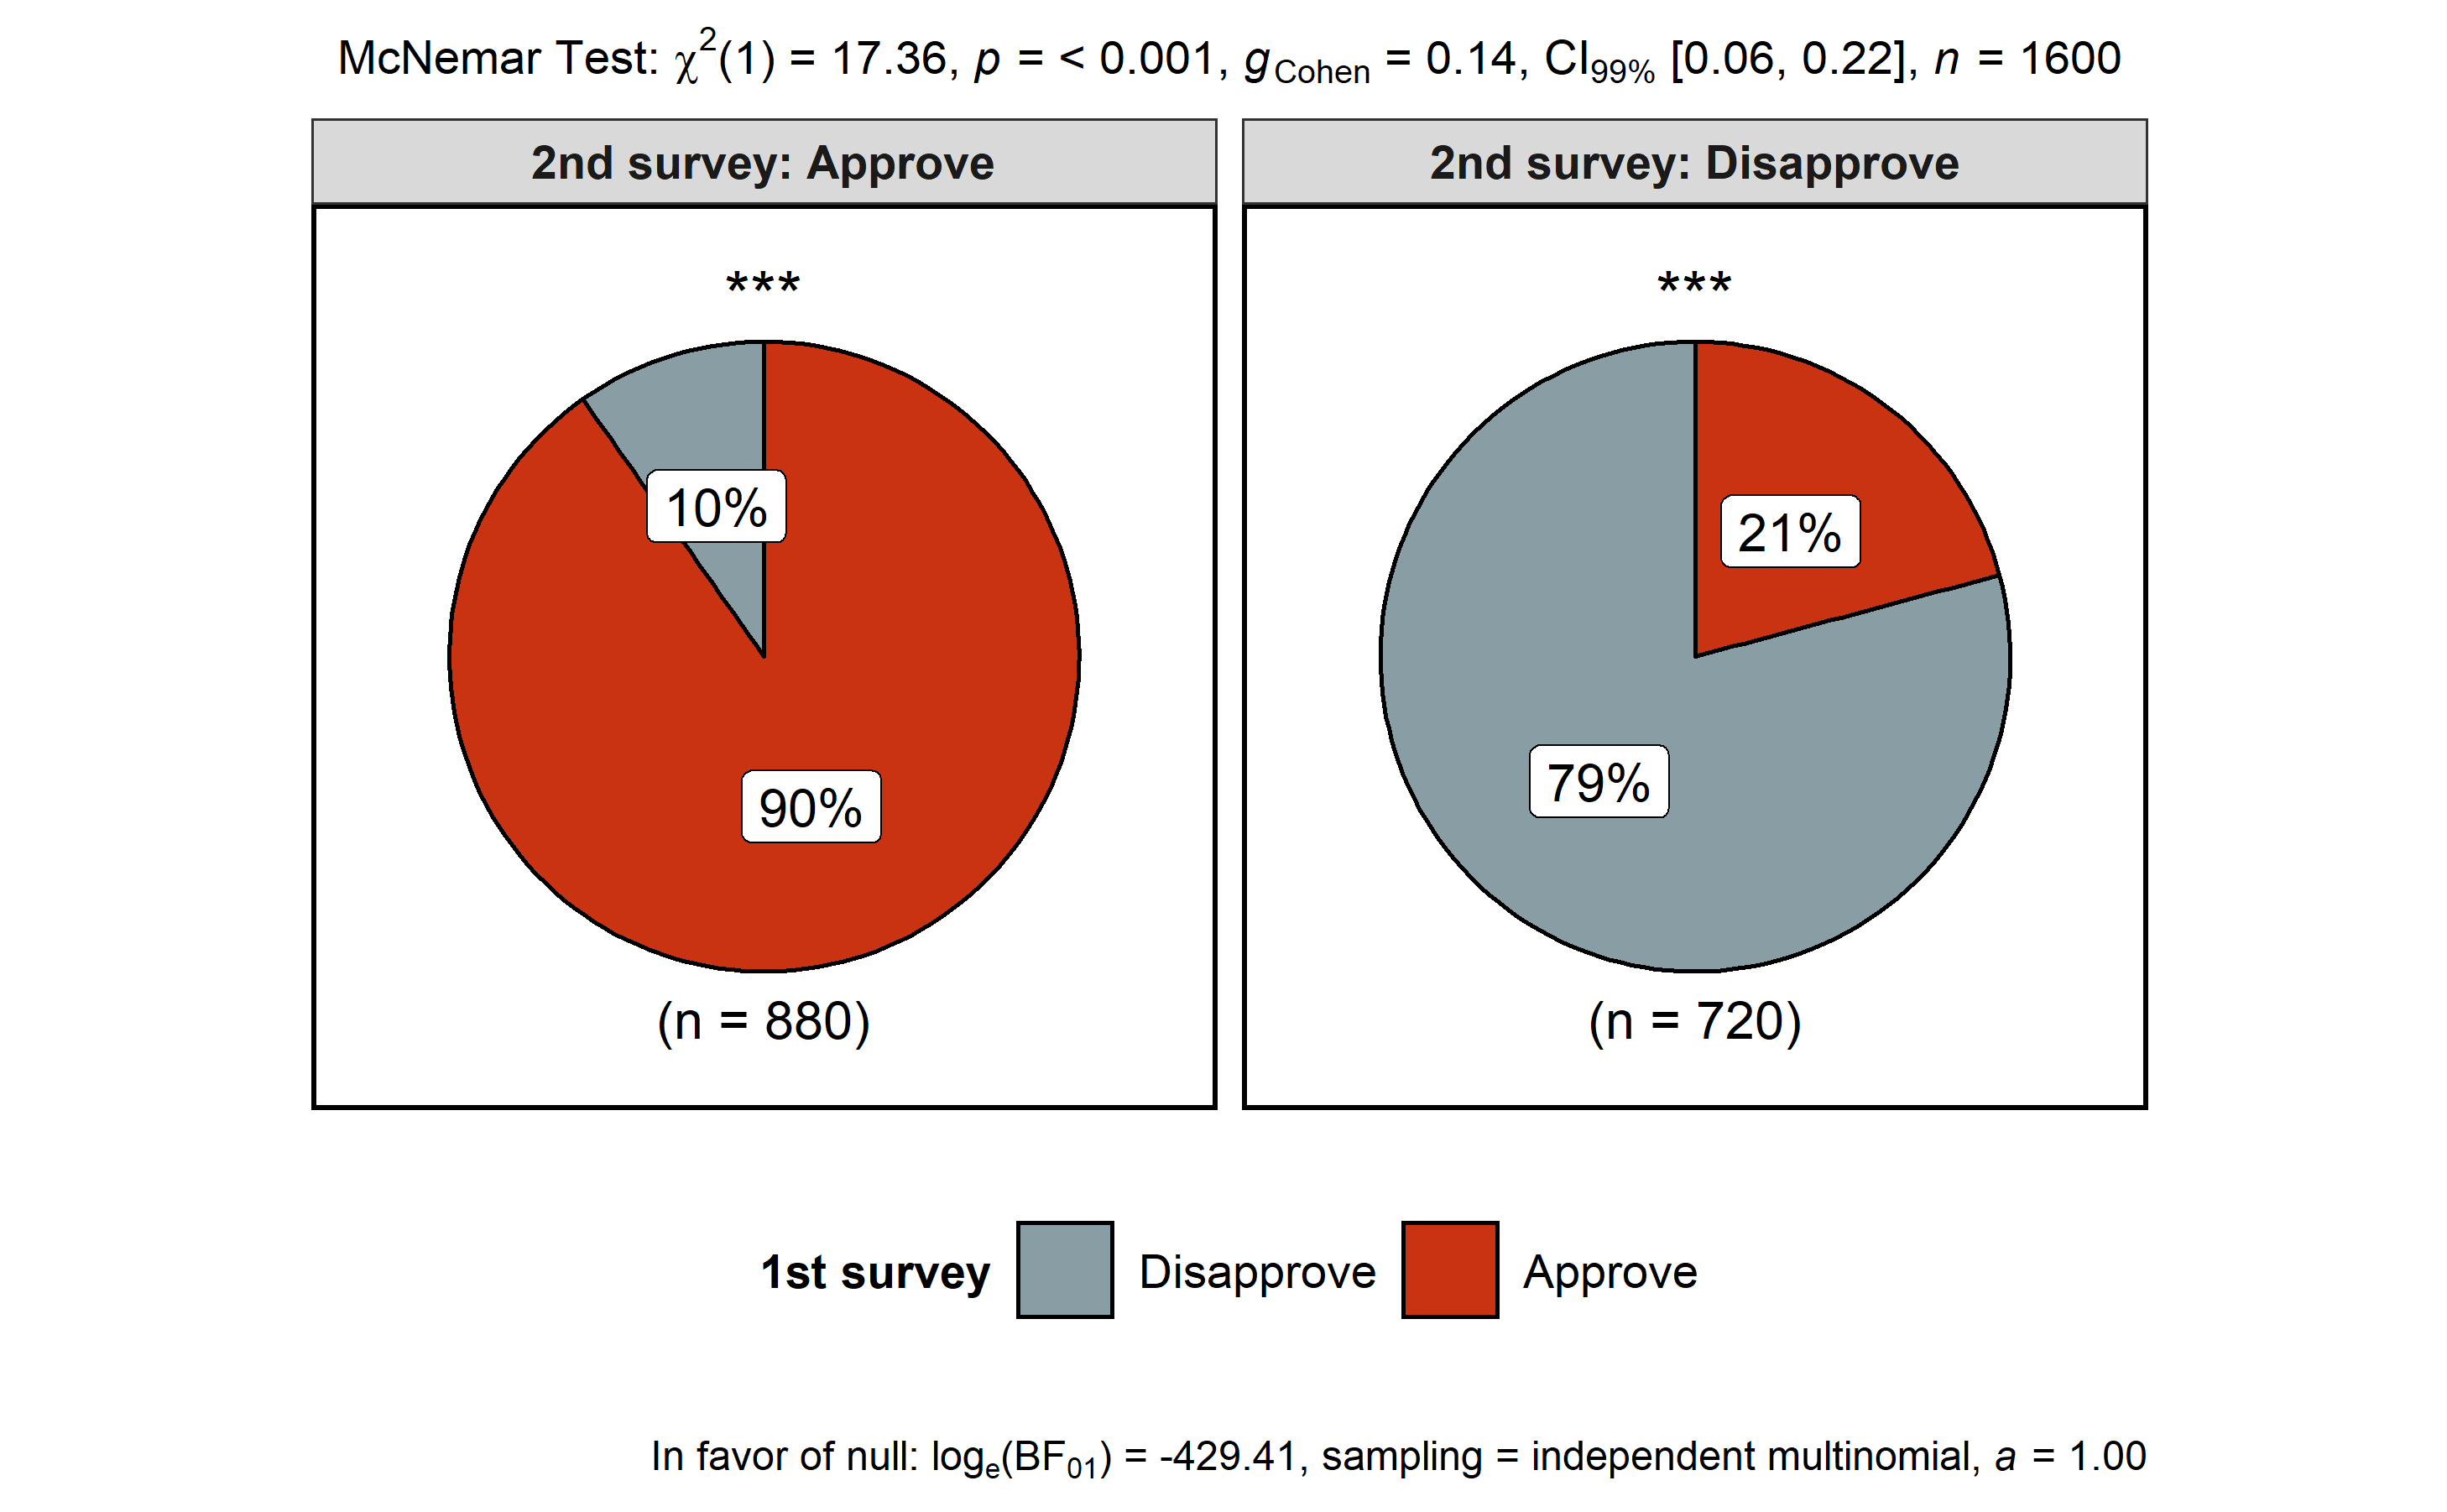 McNemar Test: χ2(1) = 17.36, p = < 0.001, gCohen = 0.14, CI99% [0.06, 0.22], n = 1600
2nd survey: Approve
2nd survey: Disapprove
***
***
10%
90%
21%
79%
(n = 880)
(n = 720)
1st survey Disapprove Approve
In favor of null: loge(BF01) = -429.41, sampling = independent multinomial, a = 1.00